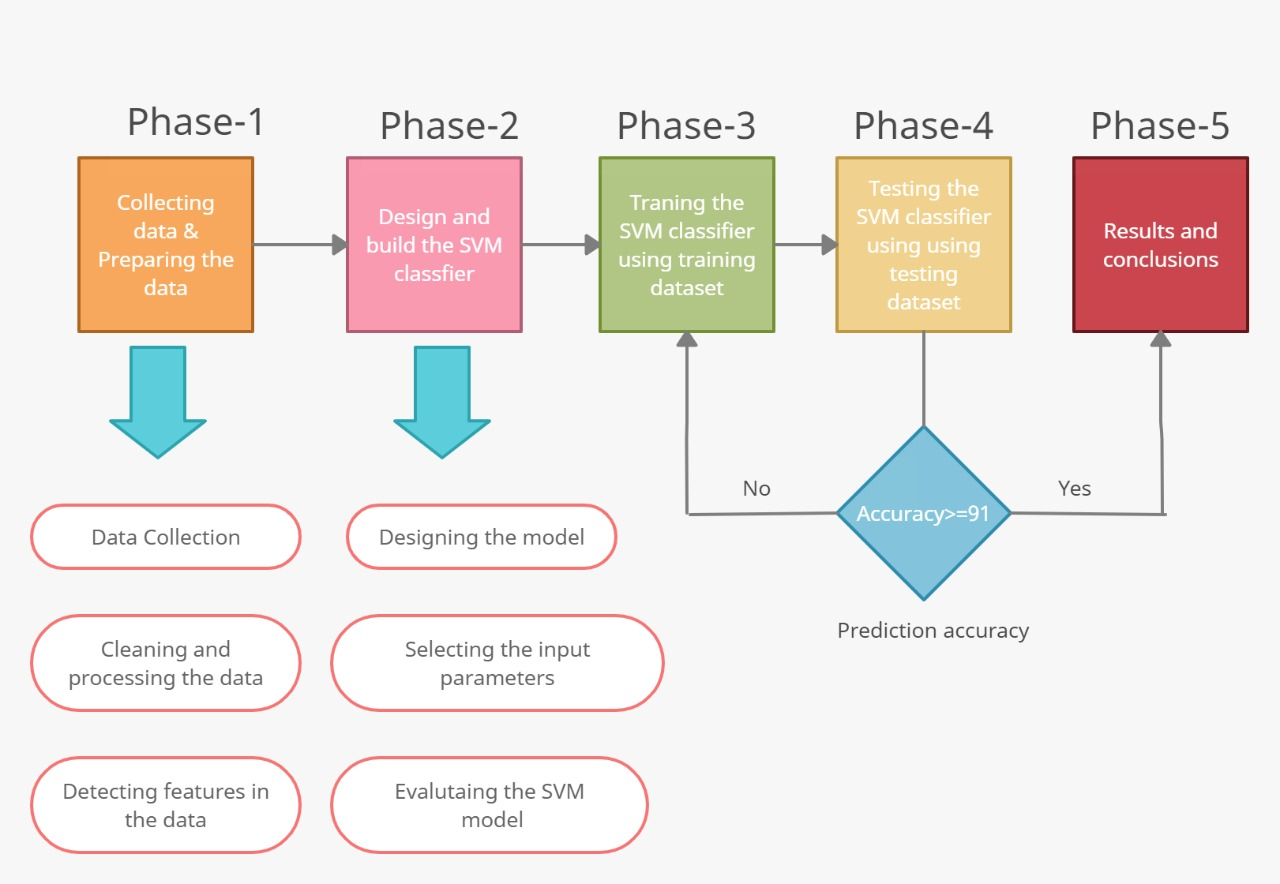 Phase-1
Phase-2
Phase-3
Phase-4
Phase-5
Collecting
data &
Preparing the
data
Design and
build the SVM
classfier
Traning the
SVM classifier
using training
dataset
Testing the
SVM classifier
using using
testing
dataset
Results and
conclusions
No
Accuracy>=91
Yes
Prediction accuracy
Data Collection
Designing the model
Cleaning and
processing the data
Selecting the input
parameters
Detecting features in
the data
Evalutaing the SVM
model